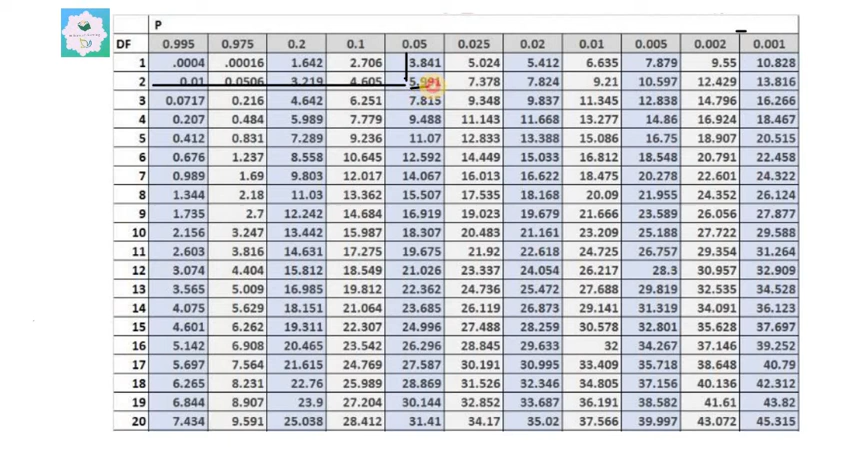 P
DF 0.995 0.975 0.2 0.1 0.05 0.025 0.02 0.01 0.005 0.002 0.001
1 .0004 .00016 1.642 2.706 3.841 5.024 5.412 6.635 7.879 9.55 10.828
2 0.01 0.0506 3.219 4.605 5.991 7.378 7.824 9.21 10.597 12.429 13.816
3 0.0717 0.216 4.642 6.251 7.815 9.348 9.837 11.345 12.838 14.796 16.266
4 0.207 0.484 5.989 7.779 9.488 11.143 11.668 13.277 14.86 16.924 18.467
5 0.412 0.831 7.289 9.236 11.07 12.833 13.388 15.086 16.75 18.907 20.515
6 0.676 1.237 8.558 10.645 12.592 14.449 15.033 16.812 18.548 20.791 22.458
7 0.989 1.69 9.803 12.017 14.067 16.013 16.622 18.475 20.278 22.601 24.322
8 1.344 2.18 11.03 13.362 15.507 17.535 18.168 20.09 21.955 24.352 26.124
9 1.735 2.7 12.242 14.684 16.919 19.023 19.679 21.666 23.589 26.056 27.877
10 2.156 3.247 13.442 15.987 18.307 20.483 21.161 23.209 25.188 27.722 29.588
11 2.603 3.816 14.631 17.275 19.675 21.92 22.618 24.725 26.757 29.354 31.264
12 3.074 4.404 15.812 18.549 21.026 23.337 24.054 26.217 28.3 30.957 32.909
13 3.565 5.009 16.985 19.812 22.362 24.736 25.472 27.688 29.819 32.535 34.528
14 4.075 5.629 18.151 21.064 23.685 26.119 26.873 29.141 31.319 34.091 36.123
15 4.601 6.262 19.311 22.307 24.996 27.488 28.259 30.578 32.801 35.628 37.697
16 5.142 6.908 20.465 23.542 26.296 28.845 29.633 32 34.267 37.146 39.252
17 5.697 7.564 21.615 24.769 27.587 30.191 30.995 33.409 35.718 38.648 40.79
18 6.265 8.231 22.76 25.989 28.869 31.526 32.346 34.805 37.156 40.136 42.312
19 6.844 8.907 23.9 27.204 30.144 32.852 33.687 36.191 38.582 41.61 43.82
20 7.434 9.591 25.038 28.412 31.41 34.17 35.02 37.566 39.997 43.072 45.315